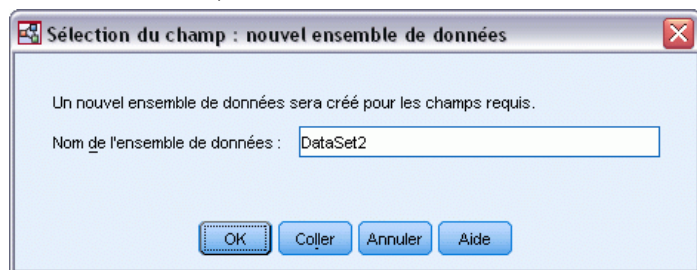 Sélection du champ : nouvel ensemble de données
Un nouvel ensemble de données sera créé pour les champs requis.
Nom de l'ensemble de données : DataSet2
OK Coller Annuler Aide